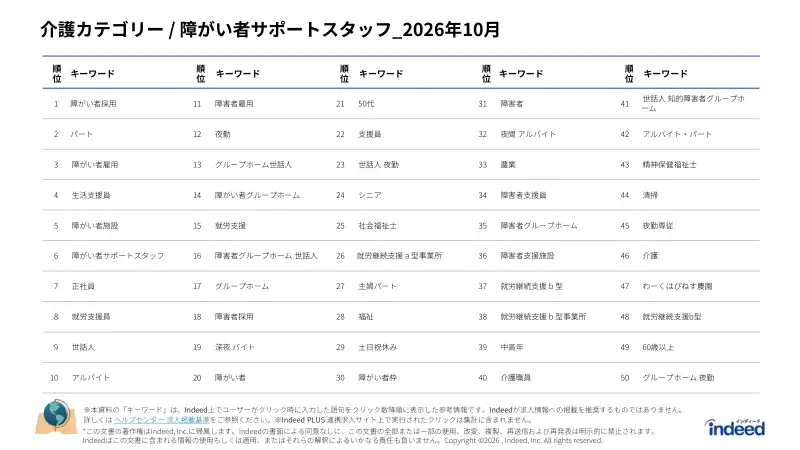 介護カテゴリー / 障がい者サポートスタッフ_2026年10月
順位 キーワード 順位 キーワード 順位 キーワード 順位 キーワード 順位 キーワード
1 障がい者採用 11 障害者雇用 21 50代 31 障害者 41 世話人 知的障害者グループホーム
2 パート 12 夜勤 22 支援員 32 夜間 アルバイト 42 アルバイト・パート
3 障がい者雇用 13 グループホーム世話人 23 世話人 夜勤 33 農業 43 精神保健福祉士
4 生活支援員 14 障がい者グループホーム 24 シニア 34 障害者支援員 44 清掃
5 障がい者施設 15 就労支援 25 社会福祉士 35 障害者グループホーム 45 夜勤専従
6 障がい者サポートスタッフ 16 障害者グループホーム 世話人 26 就労継続支援 a 型事業所 36 障害者支援施設 46 介護
7 正社員 17 グループホーム 27 主婦パート 37 就労継続支援 b 型 47 わーくはぴねす農園
8 就労支援員 18 障害者採用 28 福祉 38 就労継続支援 b 型事業所 48 就労継続支援b型
9 世話人 19 深夜 バイト 29 土日祝休み 39 中高年 49 60歳以上
10 アルバイト 20 障がい者 30 障がい者枠 40 介護職員 50 グループホーム 夜勤
※本資料の「キーワード」は、Indeed上でユーザーがクリック時に入力した語句をクリック数降順に表示した参考情報です。Indeedが求人情報への掲載を推奨するものではありません。
詳しくは ヘルプセンター 求人掲載基準をご参照ください。※Indeed PLUS 連携求人サイト上で実行されたクリックは集計に含まれません。
*この文書の著作権はIndeed,Inc.に帰属します。Indeedの書面による同意なしに、この文書の全部または一部の使用、改変、複製、再送信および再発表は明示的に禁止されます。
Indeedはこの文書に含まれる情報の使用もしくは適用、またはそれらの解釈によるいかなる責任も負いません。Copyright ©2026 , Indeed, Inc. All rights reserved.
インディード
indeed